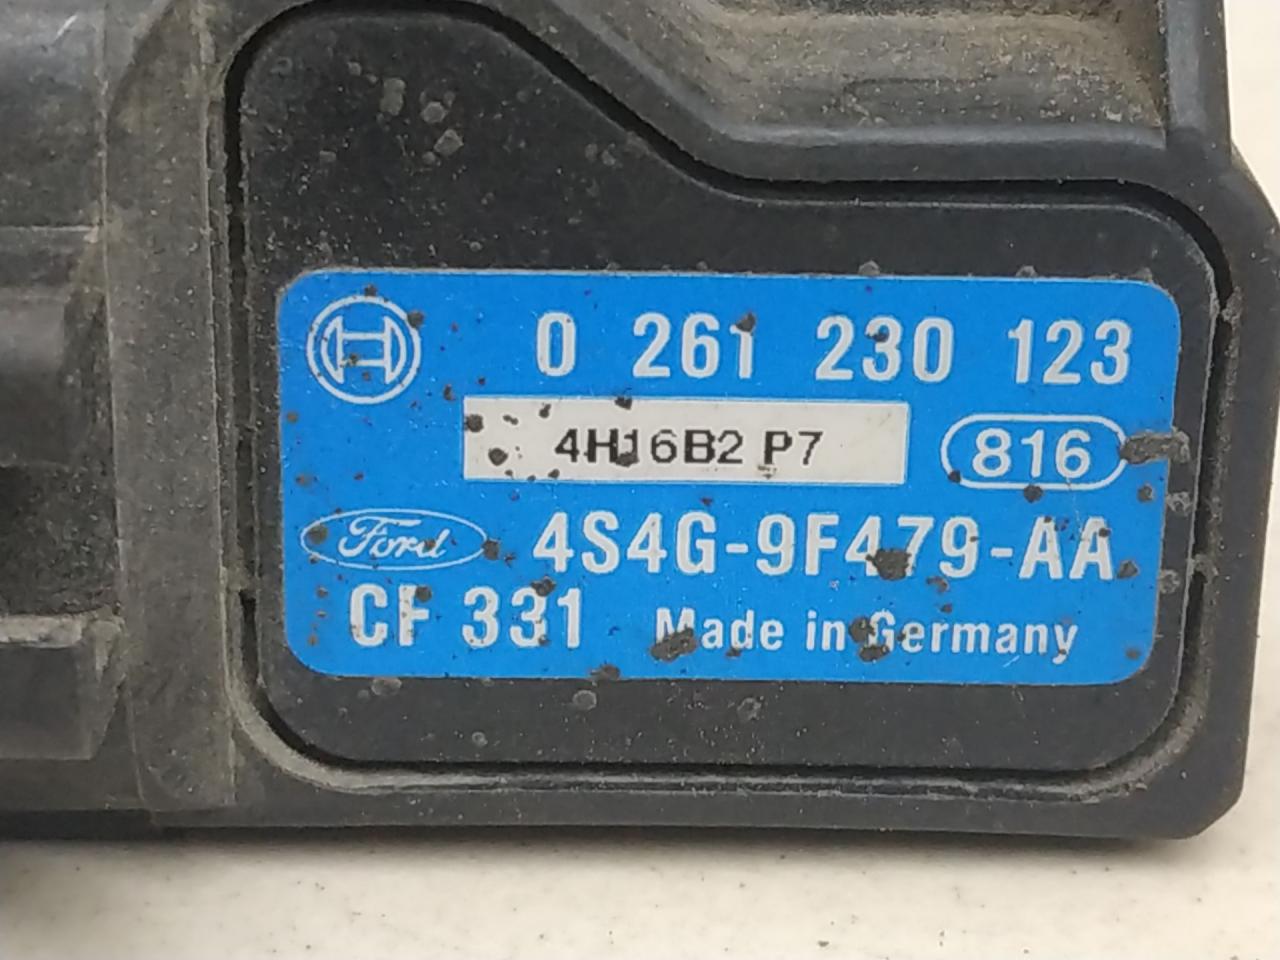 0 261 230 123
4H16B2 P7
816
Ford 4S4G-9F479-AA
CF 331 Made in Germany